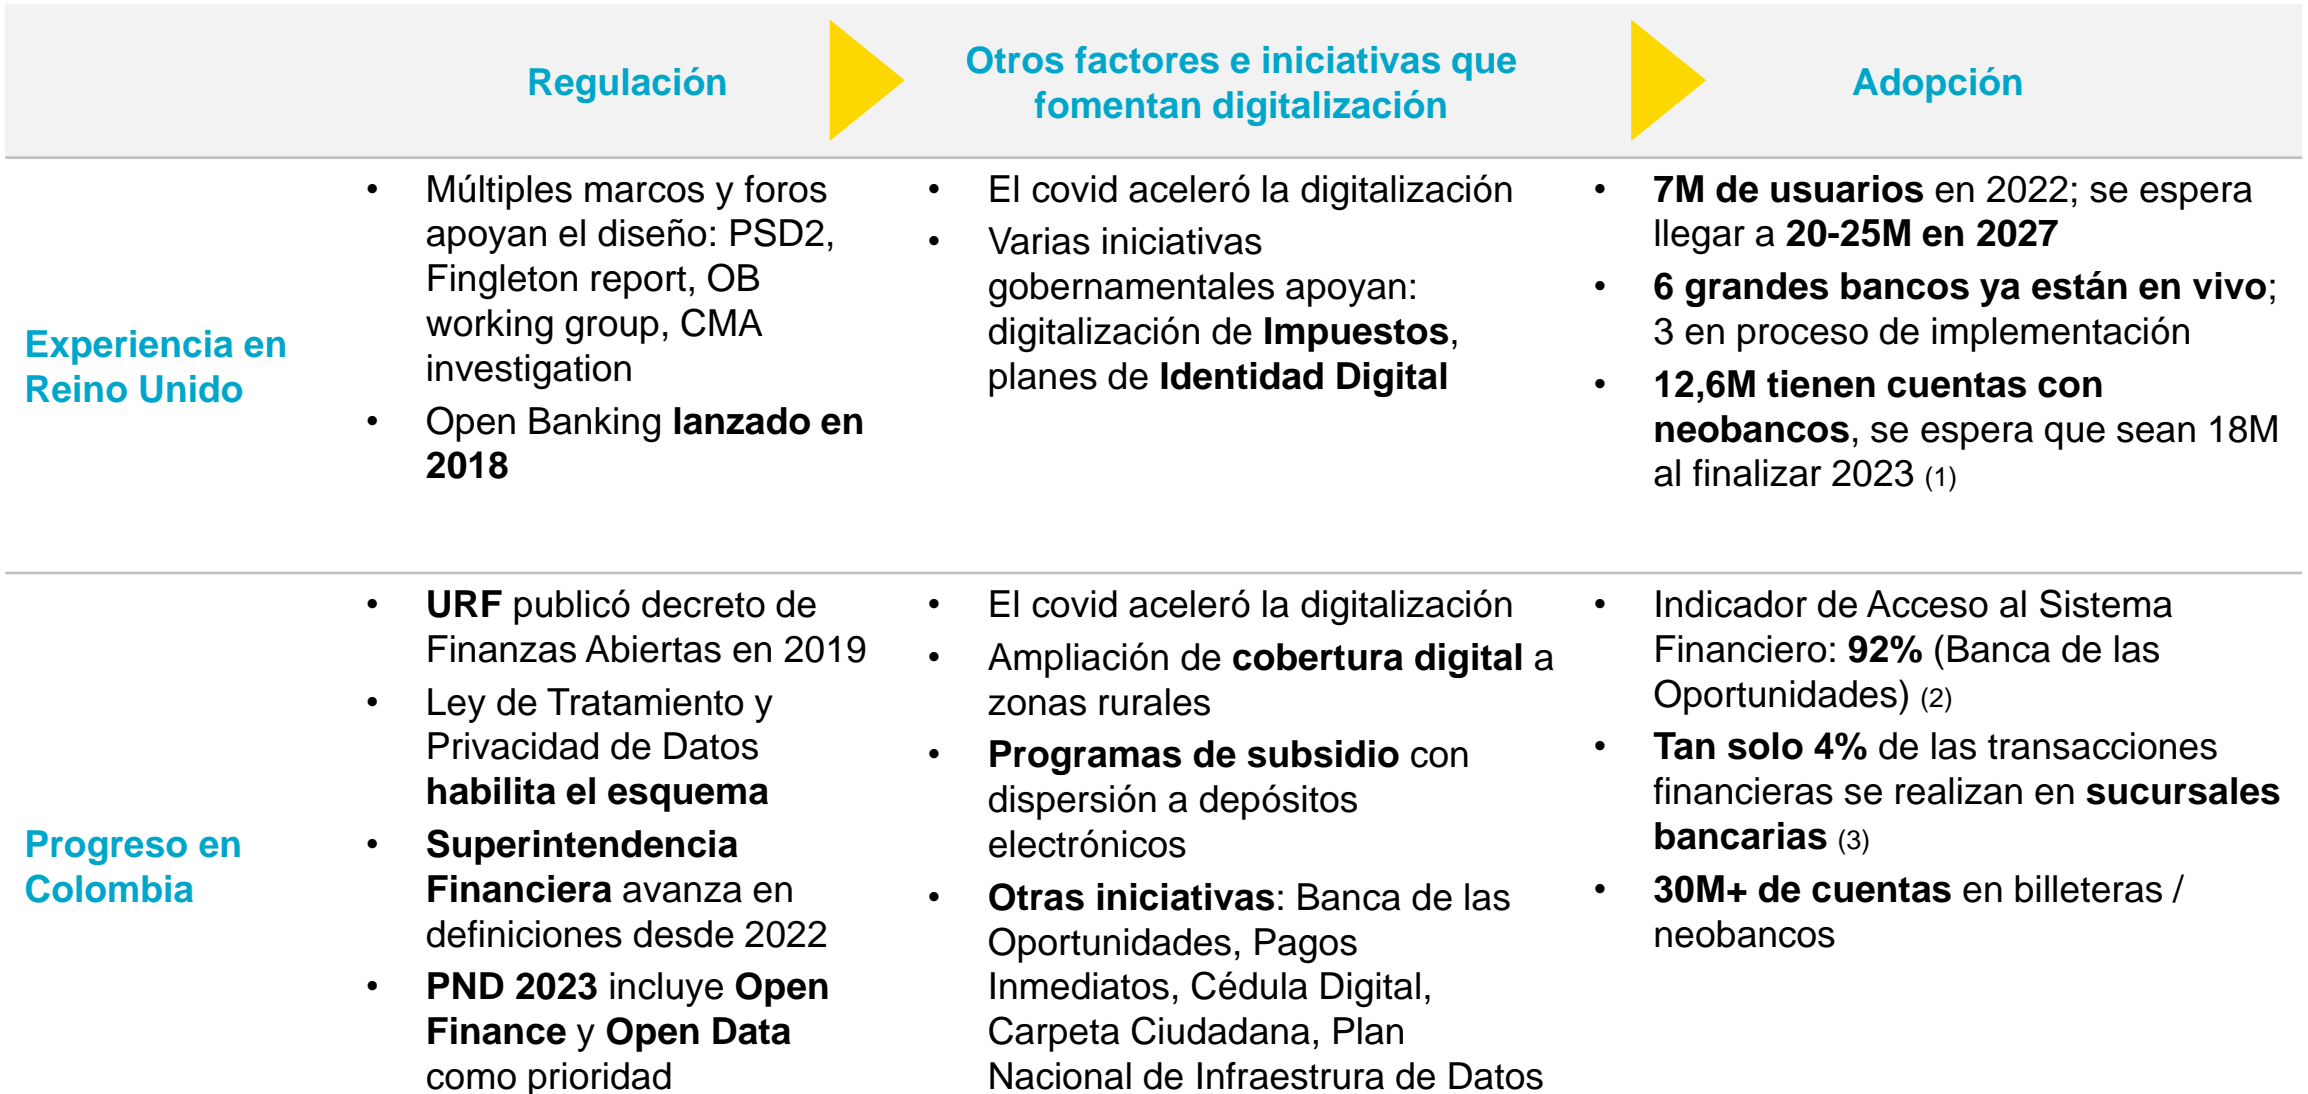 Regulación
Otros factores e iniciativas que
fomentan digitalización
Adopción
Experiencia en
Reino Unido
• Múltiples marcos y foros
apoyan el diseño: PSD2,
Fingleton report, OB
working group, CMA
investigation
• Open Banking lanzado en
2018
• El covid aceleró la digitalización
• Varias iniciativas
gubernamentales apoyan:
digitalización de Impuestos,
planes de Identidad Digital
• 7M de usuarios en 2022; se espera
llegar a 20-25M en 2027
• 6 grandes bancos ya están en vivo;
3 en proceso de implementación
• 12,6M tienen cuentas con
neobancos, se espera que sean 18M
al finalizar 2023 (1)
Progreso en
Colombia
• URF publicó decreto de
Finanzas Abiertas en 2019
• Ley de Tratamiento y
Privacidad de Datos
habilita el esquema
• Superintendencia
Financiera avanza en
definiciones desde 2022
• PND 2023 incluye Open
Finance y Open Data
como prioridad
• El covid aceleró la digitalización
• Ampliación de cobertura digital a
zonas rurales
• Programas de subsidio con
dispersión a depósitos
electrónicos
• Otras iniciativas: Banca de las
Oportunidades, Pagos
Inmediatos, Cédula Digital,
Carpeta Ciudadana, Plan
Nacional de Infraestrura de Datos
• Indicador de Acceso al Sistema
Financiero: 92% (Banca de las
Oportunidades) (2)
• Tan solo 4% de las transacciones
financieras se realizan en sucursales
bancarias (3)
• 30M+ de cuentas en billeteras /
neobancos